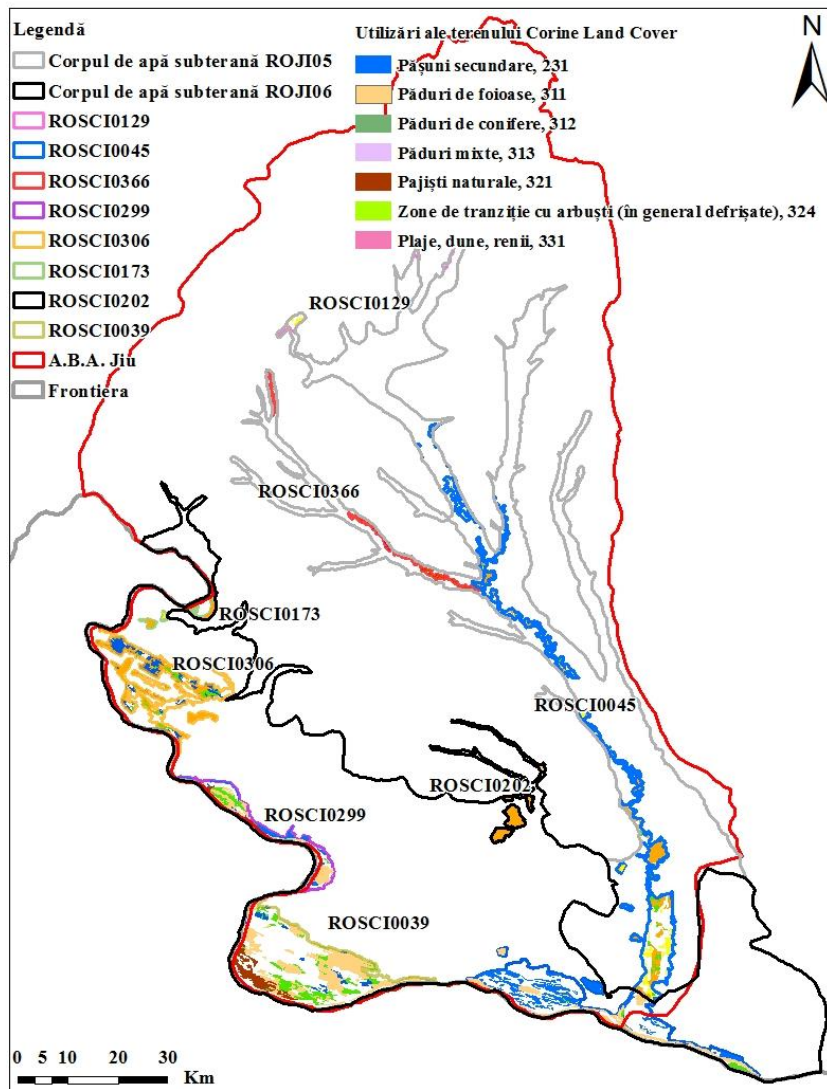 Legendă
Corpul de apă subterană ROJI05
Corpul de apă subterană ROJI06
ROSCI0129
ROSCI0045
ROSCI0366
ROSCI0299
ROSCI0306
ROSCI0173
ROSCI0202
ROSCI0039
A.B.A. Jiu
Frontiera
Utilizări ale terenului Corine Land Cover
Pășuni secundare, 231
Păduri de foioase, 311
Păduri de conifere, 312
Păduri mixte, 313
Pajiști naturale, 321
Zone de tranziție cu arbuști (în general defrișate), 324
Plaje, dune, renii, 331
N
ROSCI0129
ROSCI0366
ROSCI0173
ROSCI0306
ROSCI0045
ROSCI0202
ROSCI0299
ROSCI0039
0 5 10 20 30
Km